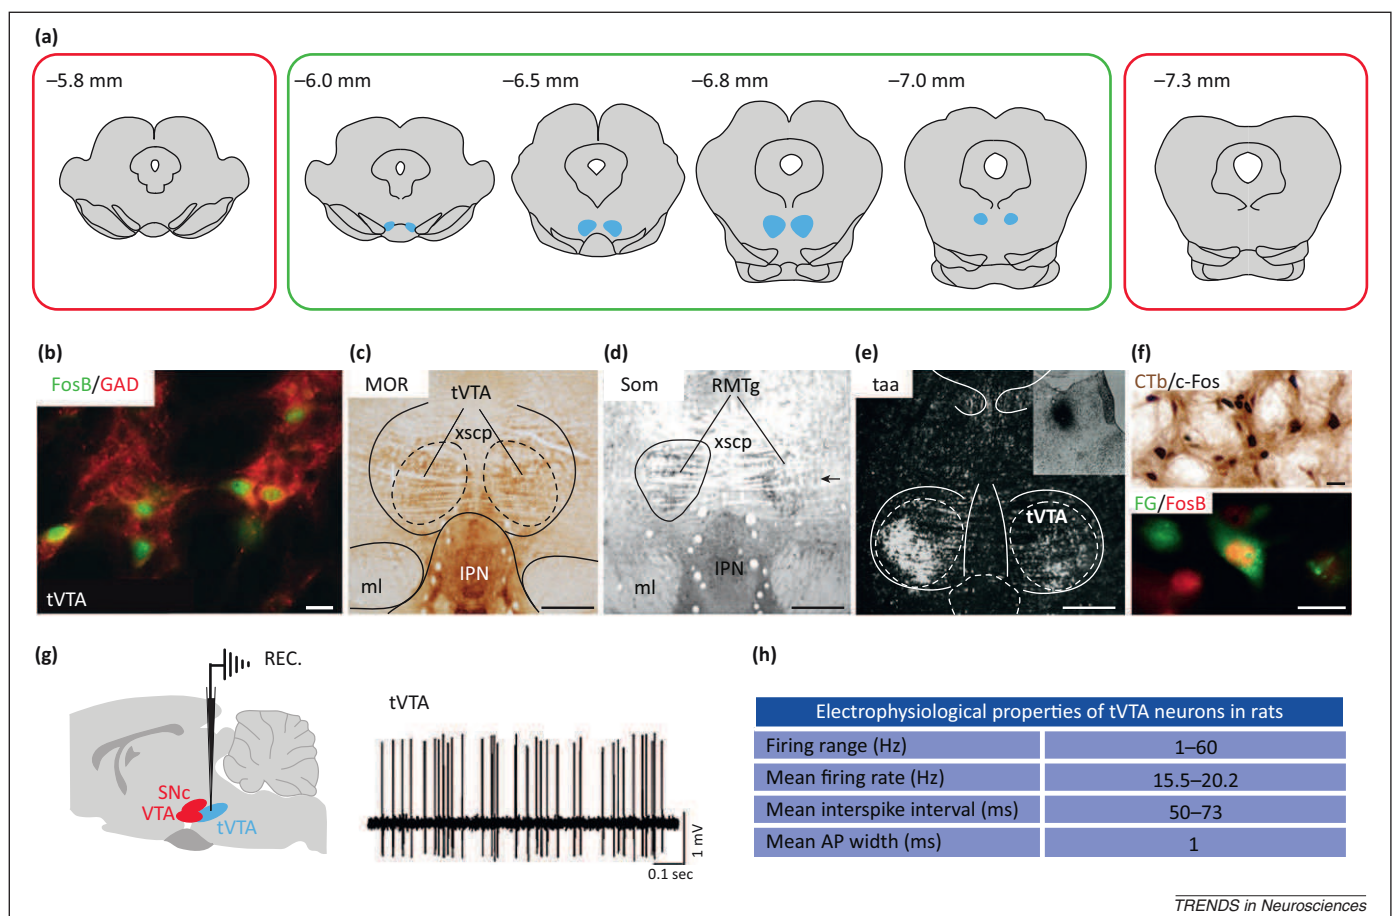 (a)
–5.8 mm
–6.0 mm
–6.5 mm
–6.8 mm
–7.0 mm
–7.3 mm
(b)
FosB/GAD
tVTA
(c)
MOR
tVTA
xscp
ml
IPN
(d)
Som
RMTg
xscp
ml
IPN
(e)
taa
tVTA
(f)
CTb/c-Fos
FG/FosB
(g)
REC.
SNc
VTA
tVTA
tVTA
1 mV
0.1 sec
(h)
Electrophysiological properties of tVTA neurons in rats
Firing range (Hz) 1–60
Mean firing rate (Hz) 15.5–20.2
Mean interspike interval (ms) 50–73
Mean AP width (ms) 1
TRENDS in Neurosciences